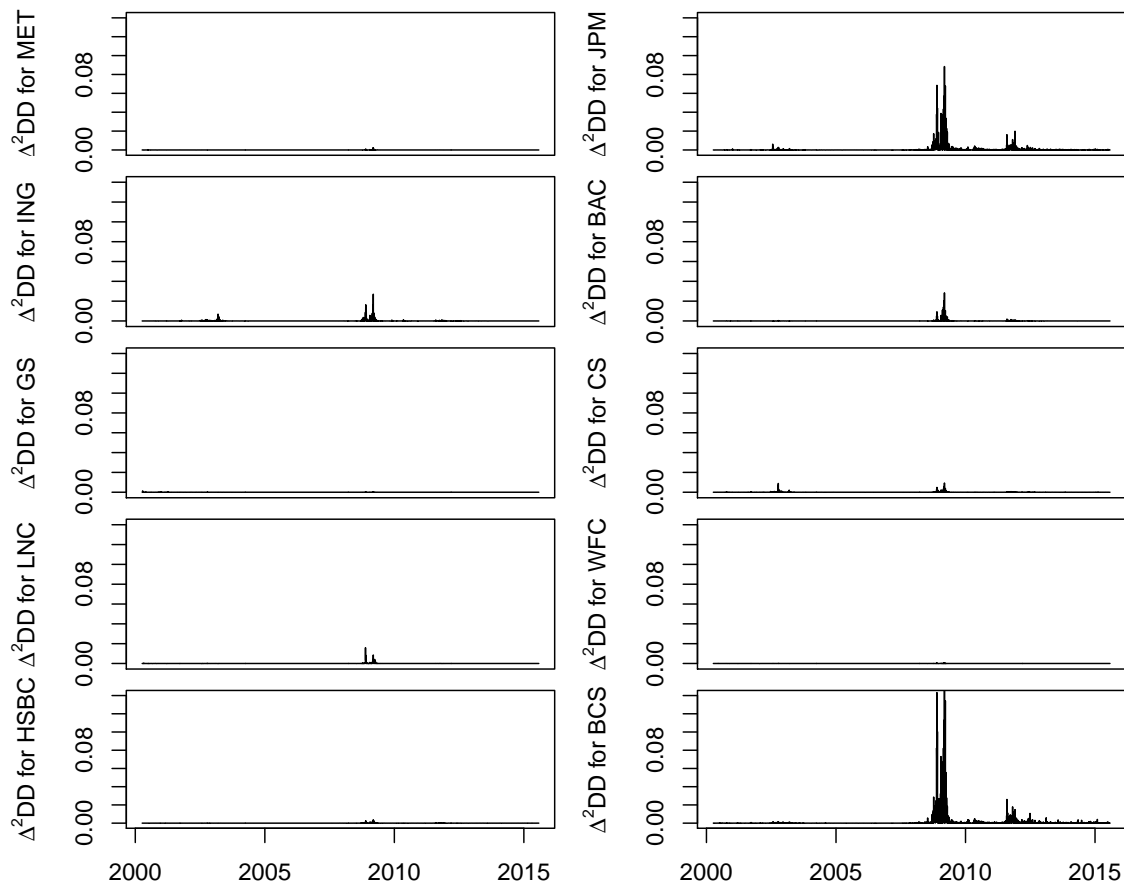 Δ²DD for MET
0.00 0.08
Δ²DD for JPM
0.00 0.08
Δ²DD for ING
0.00 0.08
Δ²DD for BAC
0.00 0.08
Δ²DD for GS
0.00 0.08
Δ²DD for CS
0.00 0.08
Δ²DD for LNC
0.00 0.08
Δ²DD for WFC
0.00 0.08
Δ²DD for HSBC
0.00 0.08
Δ²DD for BCS
0.00 0.08
2000 2005 2010 2015
2000 2005 2010 2015